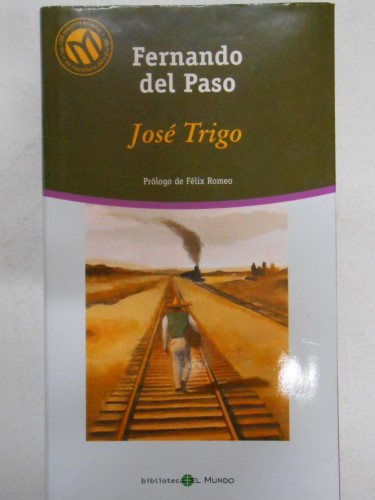 Fernando
del Paso
José Trigo
Prólogo de Félix Romeo
biblioteca EL MUNDO